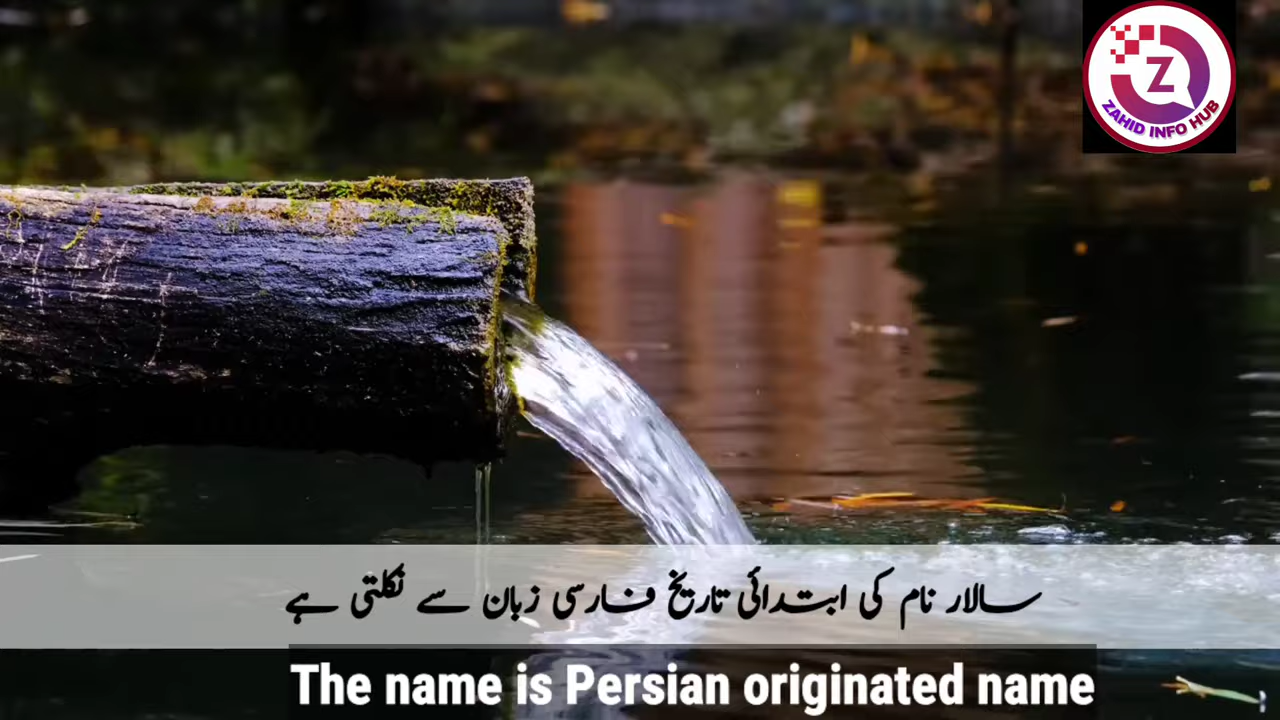 Z
ZAHID INFO HUB
سالار نام کی ابتدائی تاریخ فارسی زبان سے نکلتی ہے
The name is Persian originated name